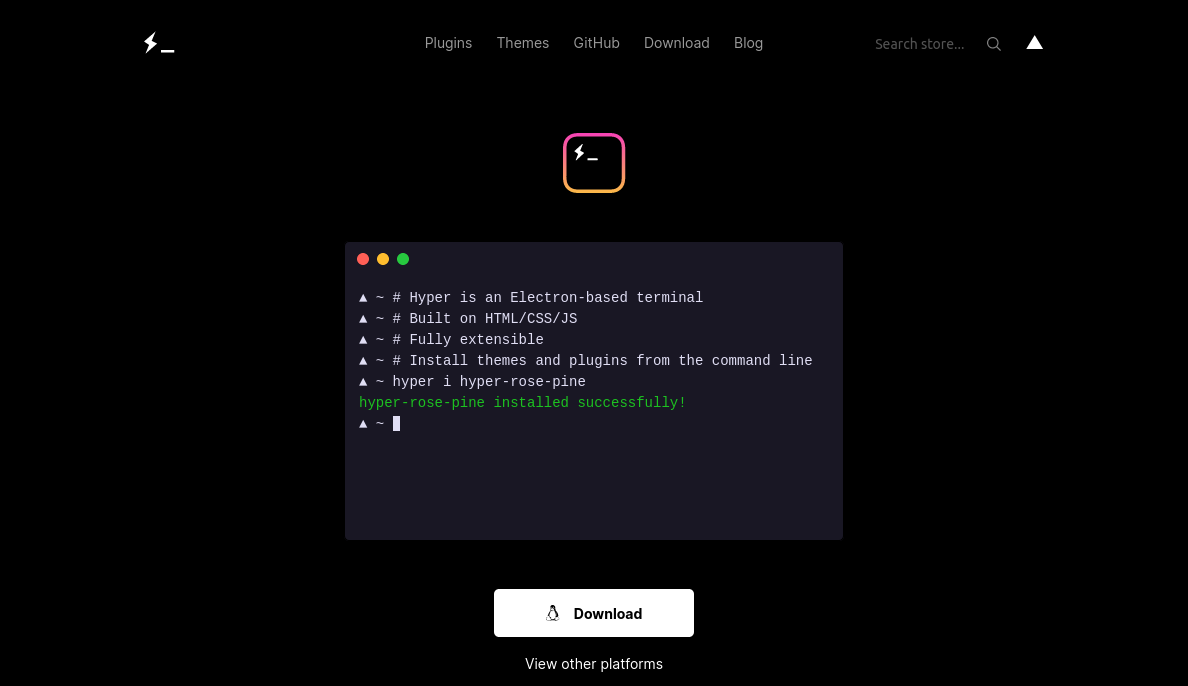 Plugins Themes GitHub Download Blog Search store...
▲ ~ # Hyper is an Electron-based terminal
▲ ~ # Built on HTML/CSS/JS
▲ ~ # Fully extensible
▲ ~ # Install themes and plugins from the command line
▲ ~ hyper i hyper-rose-pine
hyper-rose-pine installed successfully!
▲ ~
Download
View other platforms